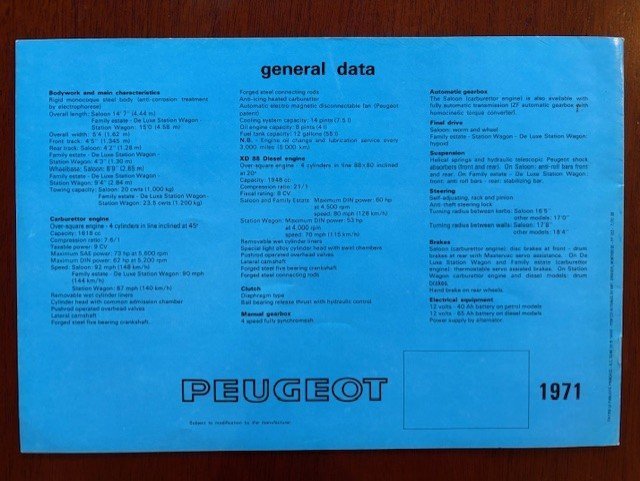 general data
Bodywork and main characteristics
Rigid monocoque steel body (anti-corrosion treatment
by electrophorese)
Overall length: Saloon 14' 7" (4.44 m)
Family estate - De Luxe Station Wagon -
Station Wagon: 15'0 (4.58 m)
Overall width: 5'4 (1.62 m)
Front track: 4'5" (1.345 m)
Rear track: Saloon: 4'2" (1.28 m)
Family estate - De Luxe Station Wagon -
Station Wagon: 4'3" (1.30 m)
Wheelbase: Saloon: 8'8" (2.65 m)
Family estate - De Luxe Station Wagon -
Station Wagon: 9'4" (2.84 m)
Towing capacity: Saloon: 20 cwts (1.000 kg)
Family estate - De Luxe Station Wagon -
Station Wagon: 23.5 cwts (1.200 kg)
Carburettor engine
Over-square engine - 4 cylinders in line inclined at 45°
Capacity: 1618 cc
Compression ratio: 7.6/1
Taxable power: 9 CV
Maximum SAE power: 73 hp at 5.600 rpm
Maximum DIN power: 67 hp at 5.200 rpm
Speed: Saloon: 92 mph (148 km/h)
Family estate - De Luxe Station Wagon: 90 mph
(144 km/h)
Station Wagon: 87 mph (140 km/h)
Removable wet cylinder liners
Cylinder head with common admission chamber
Pushrod operated overhead valves
Lateral camshaft
Forged steel five bearing crankshaft
Forged steel connecting rods
Anti-icing heated carburetter
Automatic electro magnetic disconnectable fan (Peugeot
patent)
Cooling system capacity: 14 pints (7.8 l)
Oil engine capacity: 8 pints (4 l)
Fuel tank capacity: 12 gallons (55 l)
N.B. - Engine oil change and lubrication service every
3,000 miles (5 000 km)
XD 88 Diesel engine
Over square engine - 4 cylinders in line 88×80 inclined
at 20°
Capacity: 1948 cc
Compression ratio: 21/1
Fiscal rating: 8 CV
Saloon and Family Estate Maximum DIN power: 60 hp
at 4.500 rpm
speed: 80 mph (128 km/h)
Station Wagon: Maximum DIN power: 53 hp
at 4,000 rpm
speed: 70 mph (115 km/h)
Removable wet cylinder liners
Special light alloy cylinder head with swirl chambers
Pushrod operated overhead valves
Lateral camshaft
Forged steel five bearing crankshaft
Forged steel connecting rods
Clutch
Diaphragm type
Ball bearing release thrust with hydraulic control
Manual gearbox
4 speed fully synchromesh
Automatic gearbox
The Saloon (carburettor engine) is also available with
fully automatic transmission (ZF automatic gearbox with
homocinetic torque converter)
Final drive
Saloon: worm and wheel
Family estate - Station Wagon - De Luxe Station Wagon:
hypoid
Suspension
Helical springs and hydraulic telescopic Peugeot shock
absorbers (front and rear). On Saloon: anti-roll bars front
and rear. On Family estate - De Luxe Station Wagon:
front: anti roll bars - rear: stabilizing bar.
Steering
Self-adjusting, rack and pinion
Anti-theft steering lock
Turning radius between kerbs: Saloon 16'5"
other models: 17'0"
Turning radius between walls: Saloon: 17'8"
other models: 18'4"
Brakes
Saloon (carburettor engine): disc brakes at front - drum
brakes at rear with Mastervac servo assistance. On De
Luxe Station Wagon and Family estate (carburettor
engine): thermostable servo assisted brakes. On Station
Wagon carburetor engine and diesel models: drum
brakes.
Hand brake on rear wheels.
Electrical equipment
12 volts - 40 Ah battery on petrol models
12 volts - 65 Ah battery on diesel models
Power supply by alternator
PEUGEOT
1971
Subject to modification by the manufacturer